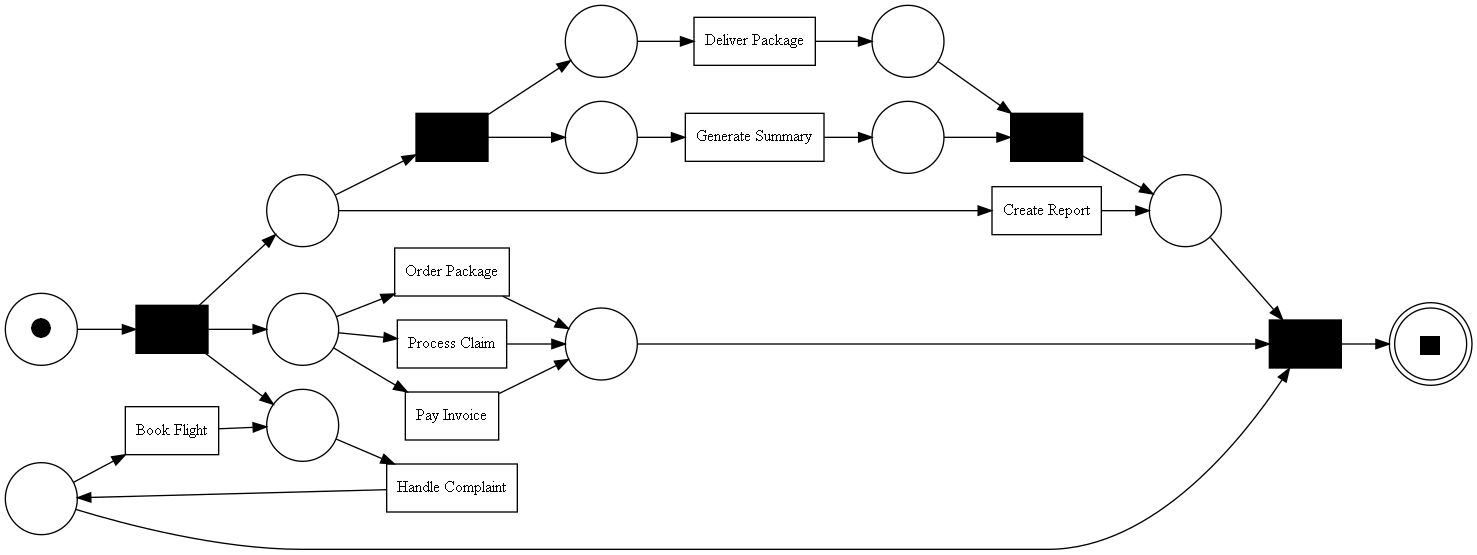 Deliver Package
Generate Summary
Create Report
Order Package
Process Claim
Pay Invoice
Book Flight
Handle Complaint